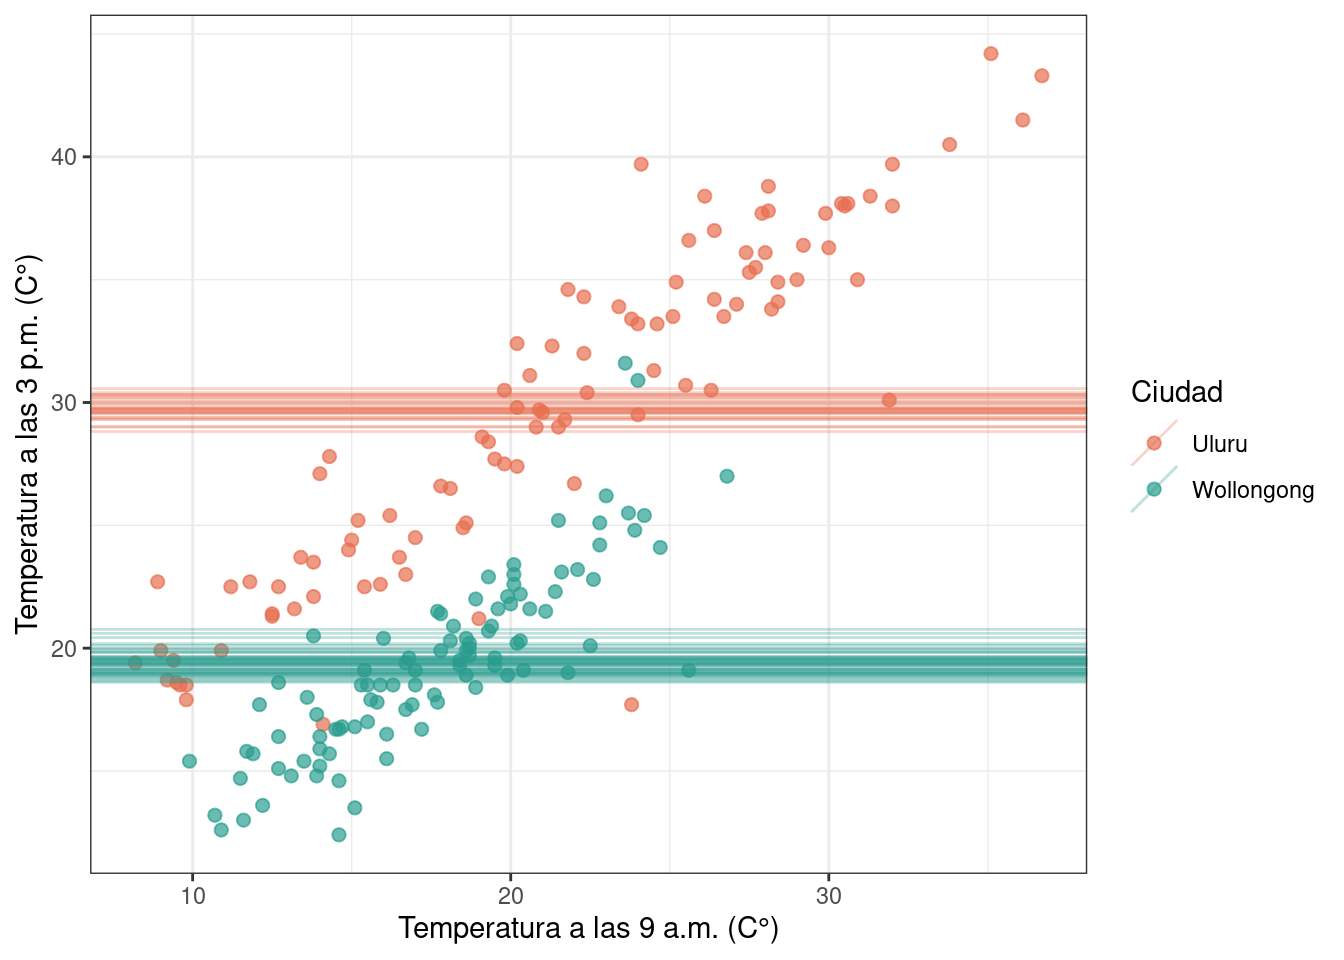 Temperatura a las 3 p.m. (C°)
40
30
20
10
20
30
Temperatura a las 9 a.m. (C°)
Ciudad
Uluru
Wollongong